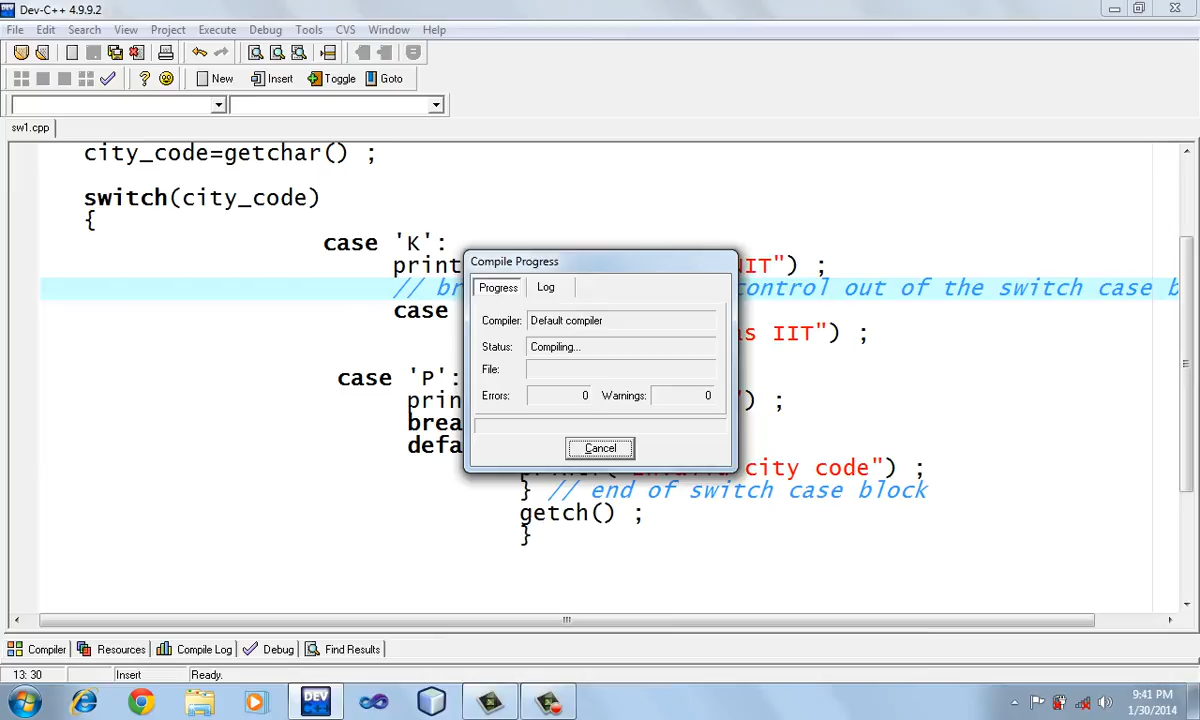 Dev-C++ 4.9.9.2
File Edit Search View Project Execute Debug Tools CVS Window Help
New Insert Toggle Goto
sw1.cpp
city_code=getchar() ;
switch(city_code)
{
case 'K':
print NIT") ;
// br control out of the switch case b
case
as IIT") ;
case 'P':
prin ") ;
brea
defa
city code") ;
} // end of switch case block
getch() ;
}
Compile Progress
Progress Log
Compiler: Default compiler
Status: Compiling...
File:
Errors: 0 Warnings: 0
Cancel
Compiler Resources Compile Log Debug Find Results
13: 30 Insert Ready.
DEV
9:41 PM
1/30/2014